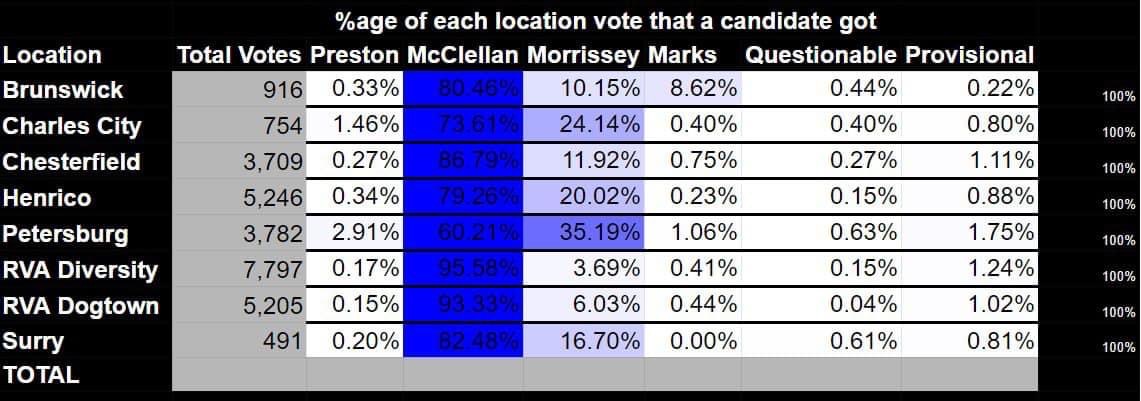 %age of each location vote that a candidate got
Location Total Votes Preston McClellan Morrissey Marks Questionable Provisional
Brunswick 916 0.33% 80.46% 10.15% 8.62% 0.44% 0.22% 100%
Charles City 754 1.46% 73.61% 24.14% 0.40% 0.40% 0.80% 100%
Chesterfield 3,709 0.27% 86.79% 11.92% 0.75% 0.27% 1.11% 100%
Henrico 5,246 0.34% 79.26% 20.02% 0.23% 0.15% 0.88% 100%
Petersburg 3,782 2.91% 60.21% 35.19% 1.06% 0.63% 1.75% 100%
RVA Diversity 7,797 0.17% 95.58% 3.69% 0.41% 0.15% 1.24% 100%
RVA Dogtown 5,205 0.15% 93.33% 6.03% 0.44% 0.04% 1.02% 100%
Surry 491 0.20% 82.48% 16.70% 0.00% 0.61% 0.81% 100%
TOTAL